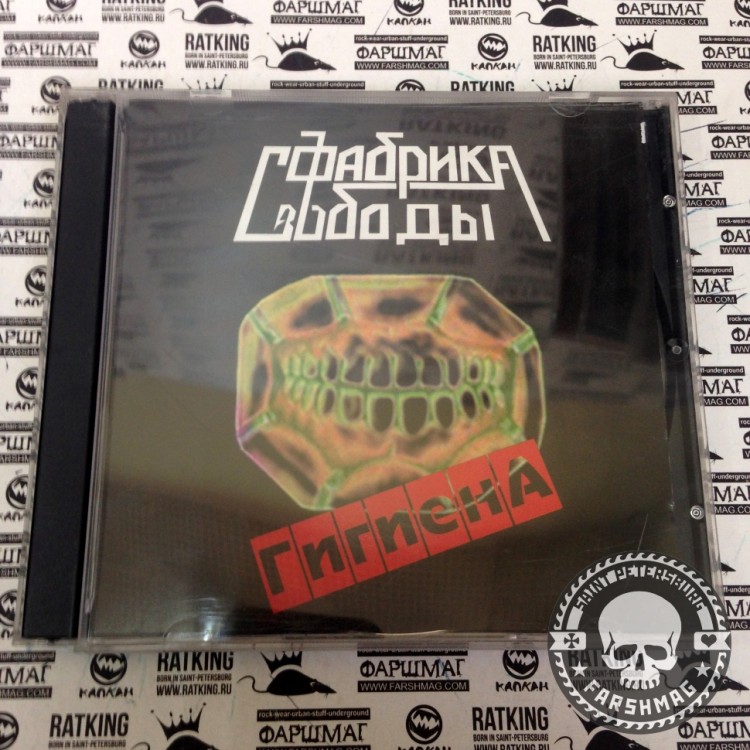 Фабрика
Свободы
ГигиенА
SAINT PETERSBURG
FARSHMAG
RATKING
BORN IN SAINT-PETERSBURG
WWW.RATKING.RU
rock-wear-urban-stuff-underground
ФАРШМАГ
WWW.FARSHMAG.COM
КАПКАН